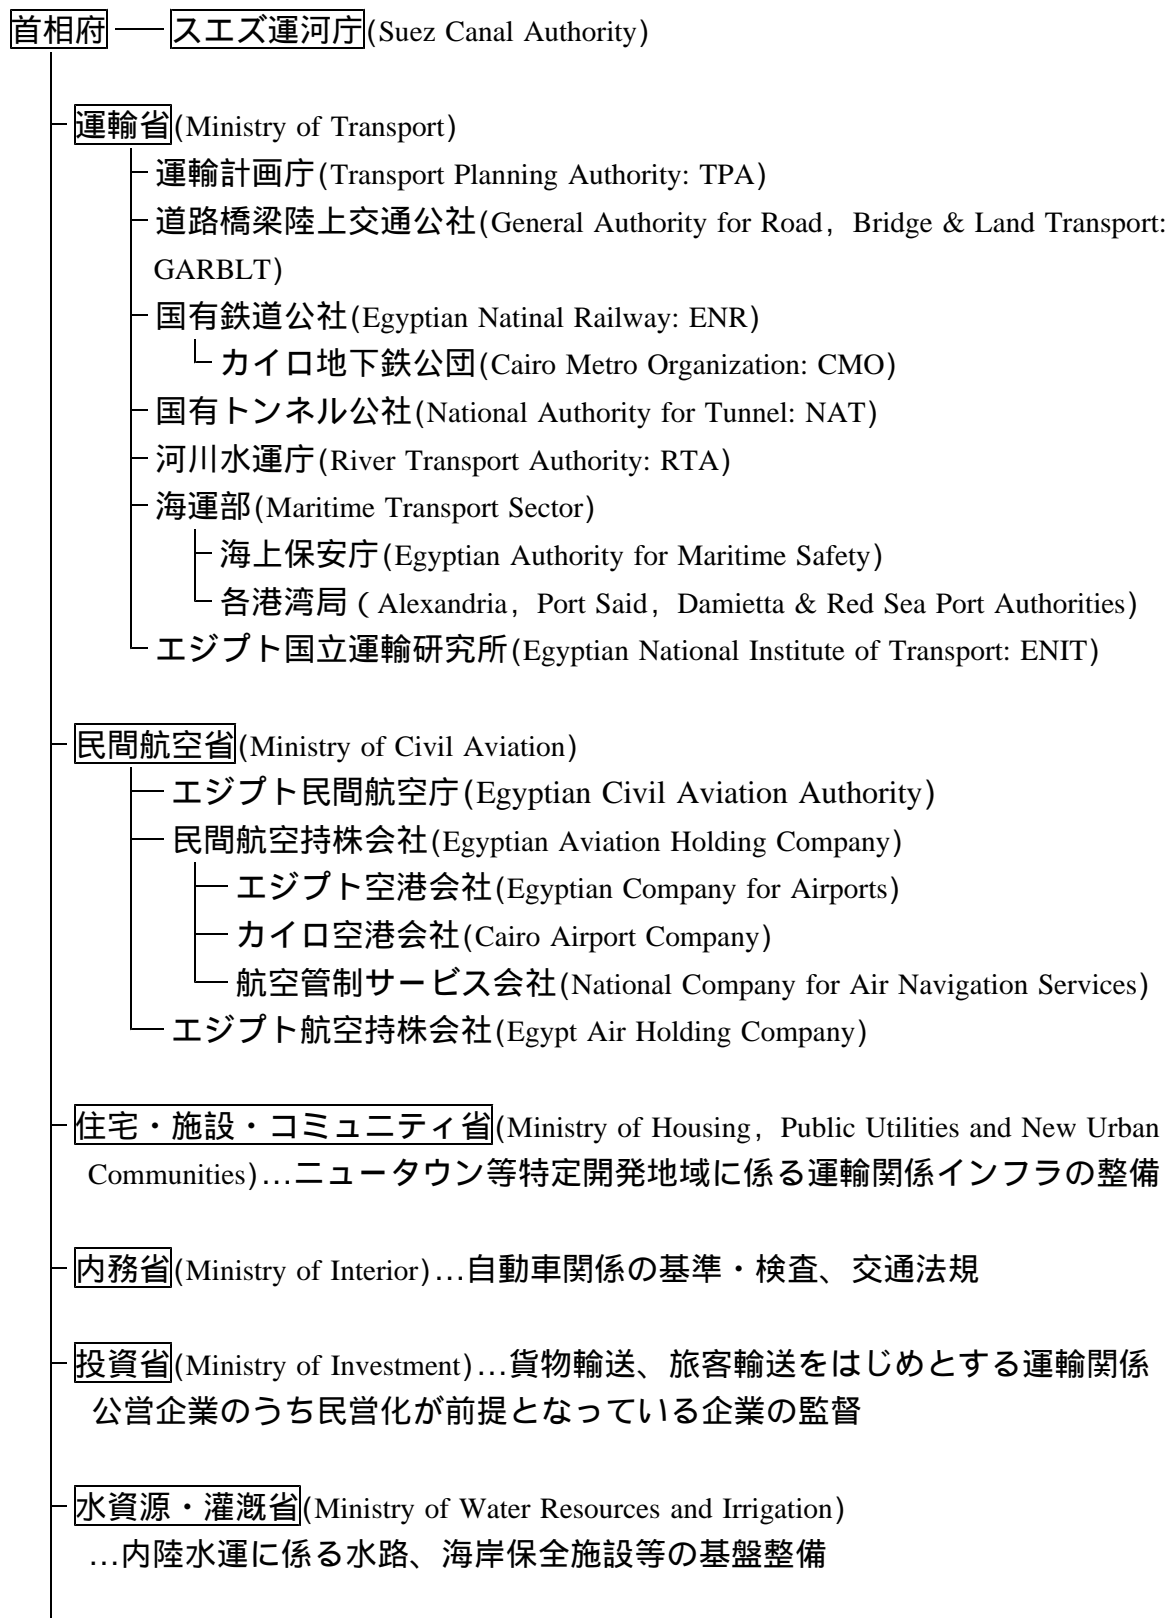 首相府 スエズ運河庁(Suez Canal Authority)
運輸省(Ministry of Transport)
運輸計画庁(Transport Planning Authority: TPA)
道路橋梁陸上交通公社(General Authority for Road, Bridge & Land Transport:
GARBLT)
国有鉄道公社(Egyptian Natinal Railway: ENR)
カイロ地下鉄公団(Cairo Metro Organization: CMO)
国有トンネル公社(National Authority for Tunnel: NAT)
河川水運庁(River Transport Authority: RTA)
海運部(Maritime Transport Sector)
海上保安庁(Egyptian Authority for Maritime Safety)
各港湾局(Alexandria, Port Said, Damietta & Red Sea Port Authorities)
エジプト国立運輸研究所(Egyptian National Institute of Transport: ENIT)
民間航空省(Ministry of Civil Aviation)
エジプト民間航空庁(Egyptian Civil Aviation Authority)
民間航空持株会社(Egyptian Aviation Holding Company)
エジプト空港会社(Egyptian Company for Airports)
カイロ空港会社(Cairo Airport Company)
航空管制サービス会社(National Company for Air Navigation Services)
エジプト航空持株会社(Egypt Air Holding Company)
住宅・施設・コミュニティ省(Ministry of Housing, Public Utilities and New Urban
Communities)…ニュータウン等特定開発地域に係る運輸関係インフラの整備
内務省(Ministry of Interior)…自動車関係の基準・検査、交通法規
投資省(Ministry of Investment)…貨物輸送、旅客輸送をはじめとする運輸関係
公営企業のうち民営化が前提となっている企業の監督
水資源・灌漑省(Ministry of Water Resources and Irrigation)
…内陸水運に係る水路、海岸保全施設等の基盤整備